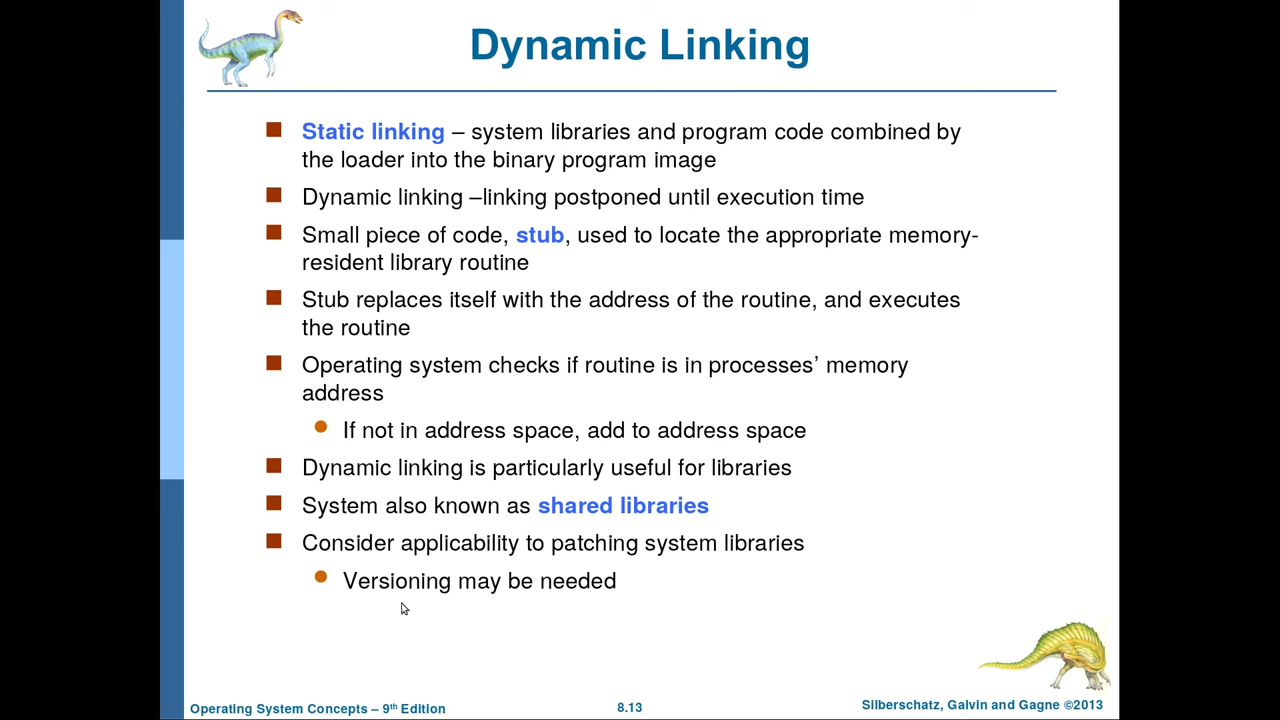 Dynamic Linking
Static linking – system libraries and program code combined by
the loader into the binary program image
Dynamic linking –linking postponed until execution time
Small piece of code, stub, used to locate the appropriate memory-
resident library routine
Stub replaces itself with the address of the routine, and executes
the routine
Operating system checks if routine is in processes’ memory
address
If not in address space, add to address space
Dynamic linking is particularly useful for libraries
System also known as shared libraries
Consider applicability to patching system libraries
Versioning may be needed
Operating System Concepts – 9th Edition
8.13
Silberschatz, Galvin and Gagne ©2013